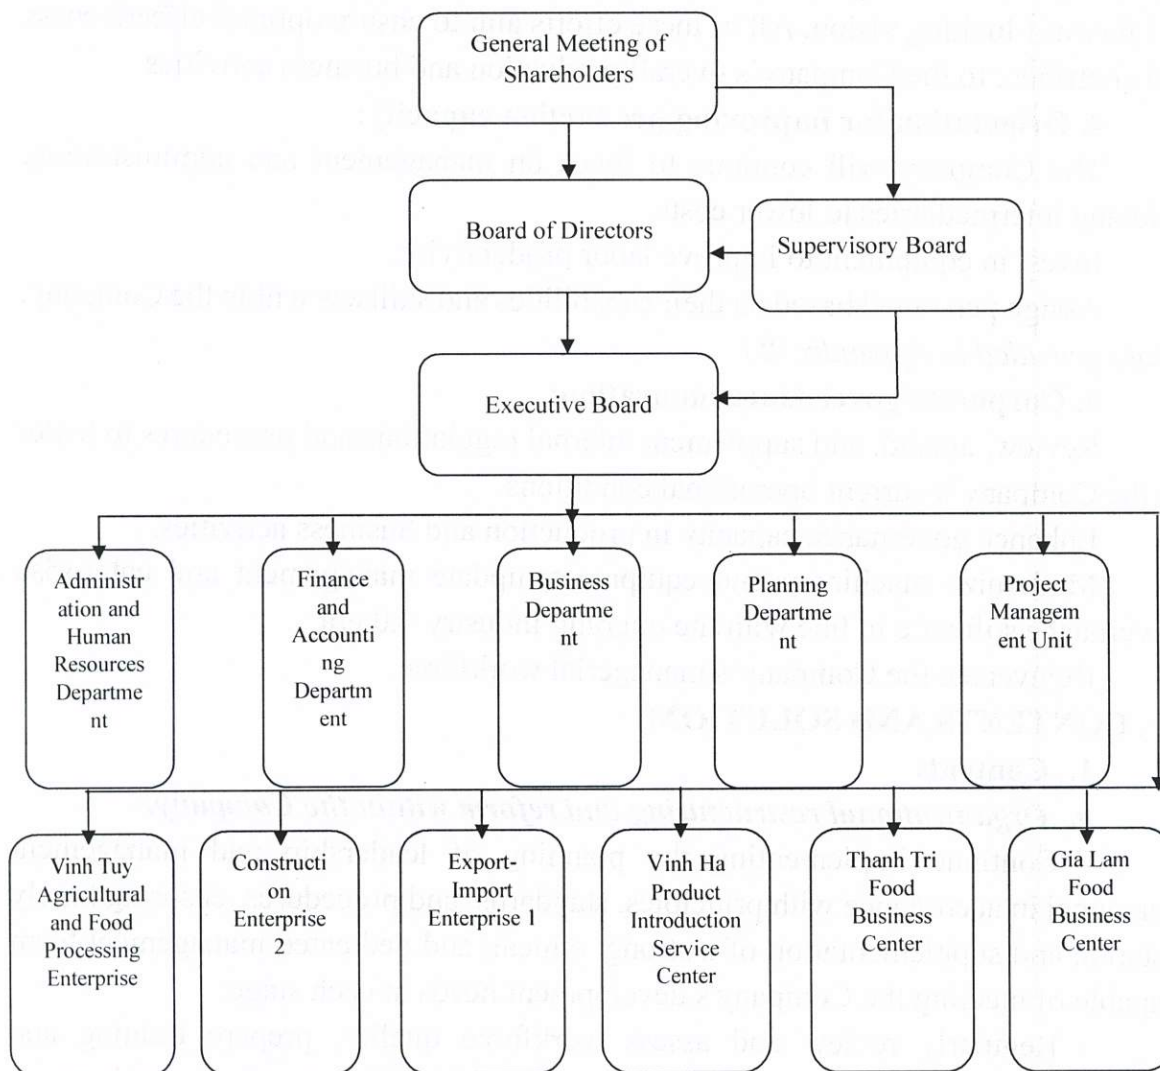 General Meeting of
Shareholders
Board of Directors
Supervisory Board
Executive Board
Administr
ation and
Human
Resources
Departme
nt
Finance
and
Accounti
ng
Departm
ent
Business
Departme
nt
Planning
Departme
nt
Project
Managem
ent Unit
Vinh Tuy
Agricultural
and Food
Processing
Enterprise
Constructi
on
Enterprise
2
Export-
Import
Enterprise 1
Vinh Ha
Product
Introduction
Service
Center
Thanh Tri
Food
Business
Center
Gia Lam
Food
Business
Center